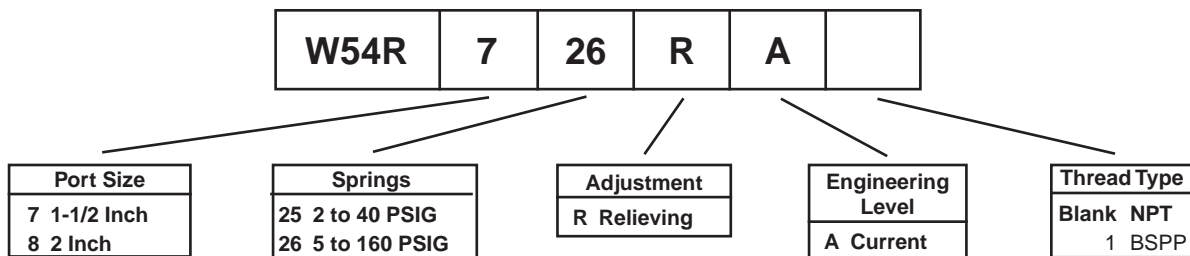 W54R 7 26 R A
Port Size
7 1-1/2 Inch
8 2 Inch
Springs
25 2 to 40 PSIG
26 5 to 160 PSIG
Adjustment
R Relieving
Engineering
Level
A Current
Thread Type
Blank NPT
1 BSPP